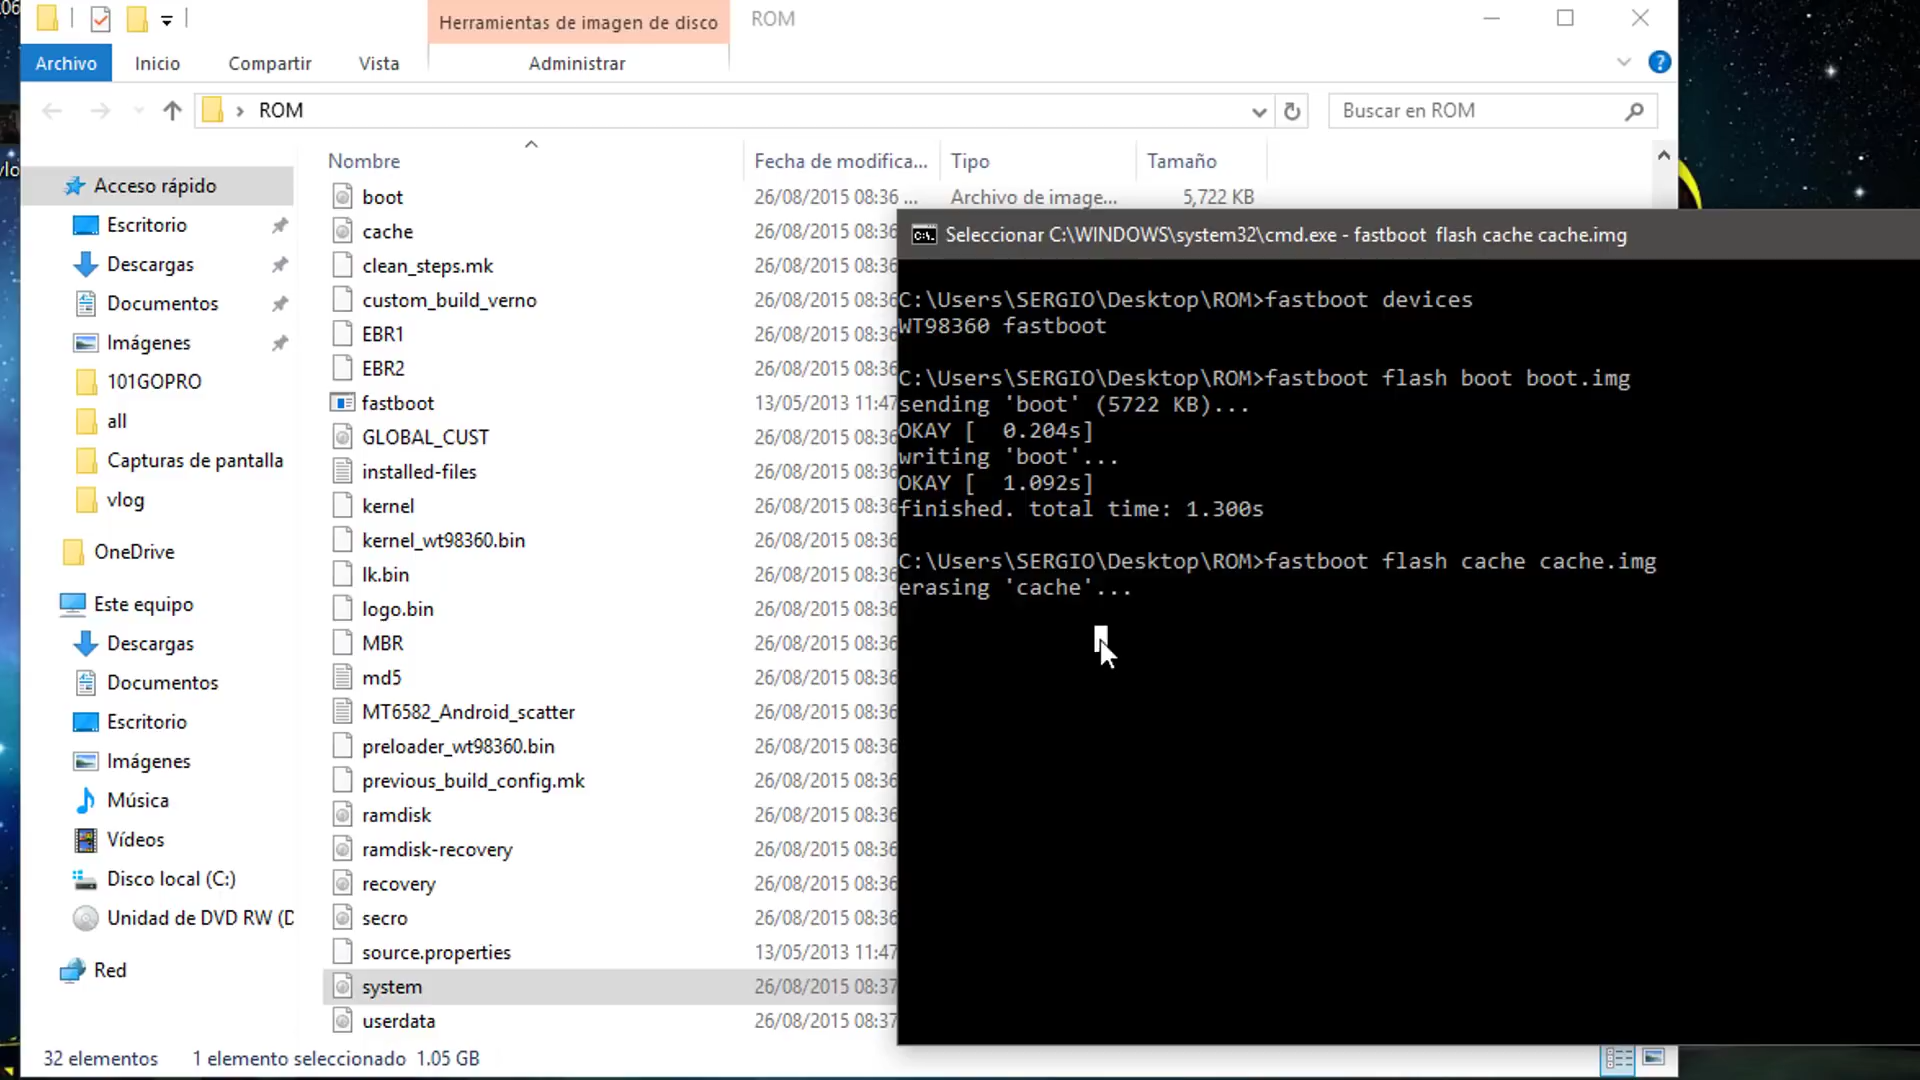 06
Herramientas de imagen de disco
ROM
Archivo
Inicio
Compartir
Vista
Administrar
ROM
Buscar en ROM
Nombre
Fecha de modifica...
Tipo
Tamaño
vlo
Acceso rápido
Escritorio
Descargas
Documentos
Imágenes
101GOPRO
all
Capturas de pantalla
vlog
OneDrive
Este equipo
Descargas
Documentos
Escritorio
Imágenes
Música
Vídeos
Disco local (C:)
Unidad de DVD RW (D
Red
boot 26/08/2015 08:36 ... Archivo de image... 5,722 KB
cache 26/08/2015 08:36
clean_steps.mk 26/08/2015 08:36
custom_build_verno 26/08/2015 08:36
EBR1 26/08/2015 08:36
EBR2 26/08/2015 08:36
fastboot 13/05/2013 11:47
GLOBAL_CUST 26/08/2015 08:36
installed-files 26/08/2015 08:36
kernel 26/08/2015 08:36
kernel_wt98360.bin 26/08/2015 08:36
lk.bin 26/08/2015 08:36
logo.bin 26/08/2015 08:36
MBR 26/08/2015 08:36
md5 26/08/2015 08:36
MT6582_Android_scatter 26/08/2015 08:36
preloader_wt98360.bin 26/08/2015 08:36
previous_build_config.mk 26/08/2015 08:36
ramdisk 26/08/2015 08:36
ramdisk-recovery 26/08/2015 08:36
recovery 26/08/2015 08:36
secro 26/08/2015 08:36
source.properties 13/05/2013 11:47
system 26/08/2015 08:37
userdata 26/08/2015 08:37
32 elementos 1 elemento seleccionado 1.05 GB
Seleccionar C:\WINDOWS\system32\cmd.exe - fastboot flash cache cache.img
C:\Users\SERGIO\Desktop\ROM>fastboot devices
WT98360 fastboot
C:\Users\SERGIO\Desktop\ROM>fastboot flash boot boot.img
sending 'boot' (5722 KB)...
OKAY [ 0.204s]
writing 'boot'...
OKAY [ 1.092s]
finished. total time: 1.300s
C:\Users\SERGIO\Desktop\ROM>fastboot flash cache cache.img
erasing 'cache'...